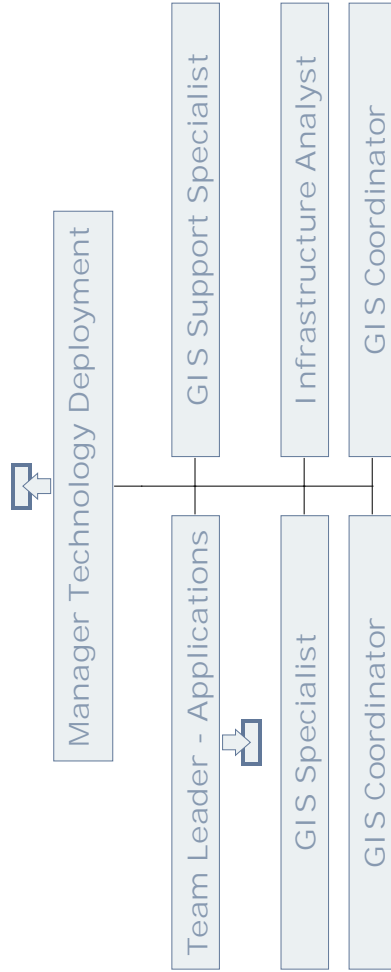 Manager Technology Deployment
Team Leader - Applications
GIS Support Specialist
GIS Specialist
Infrastructure Analyst
GIS Coordinator
GIS Coordinator